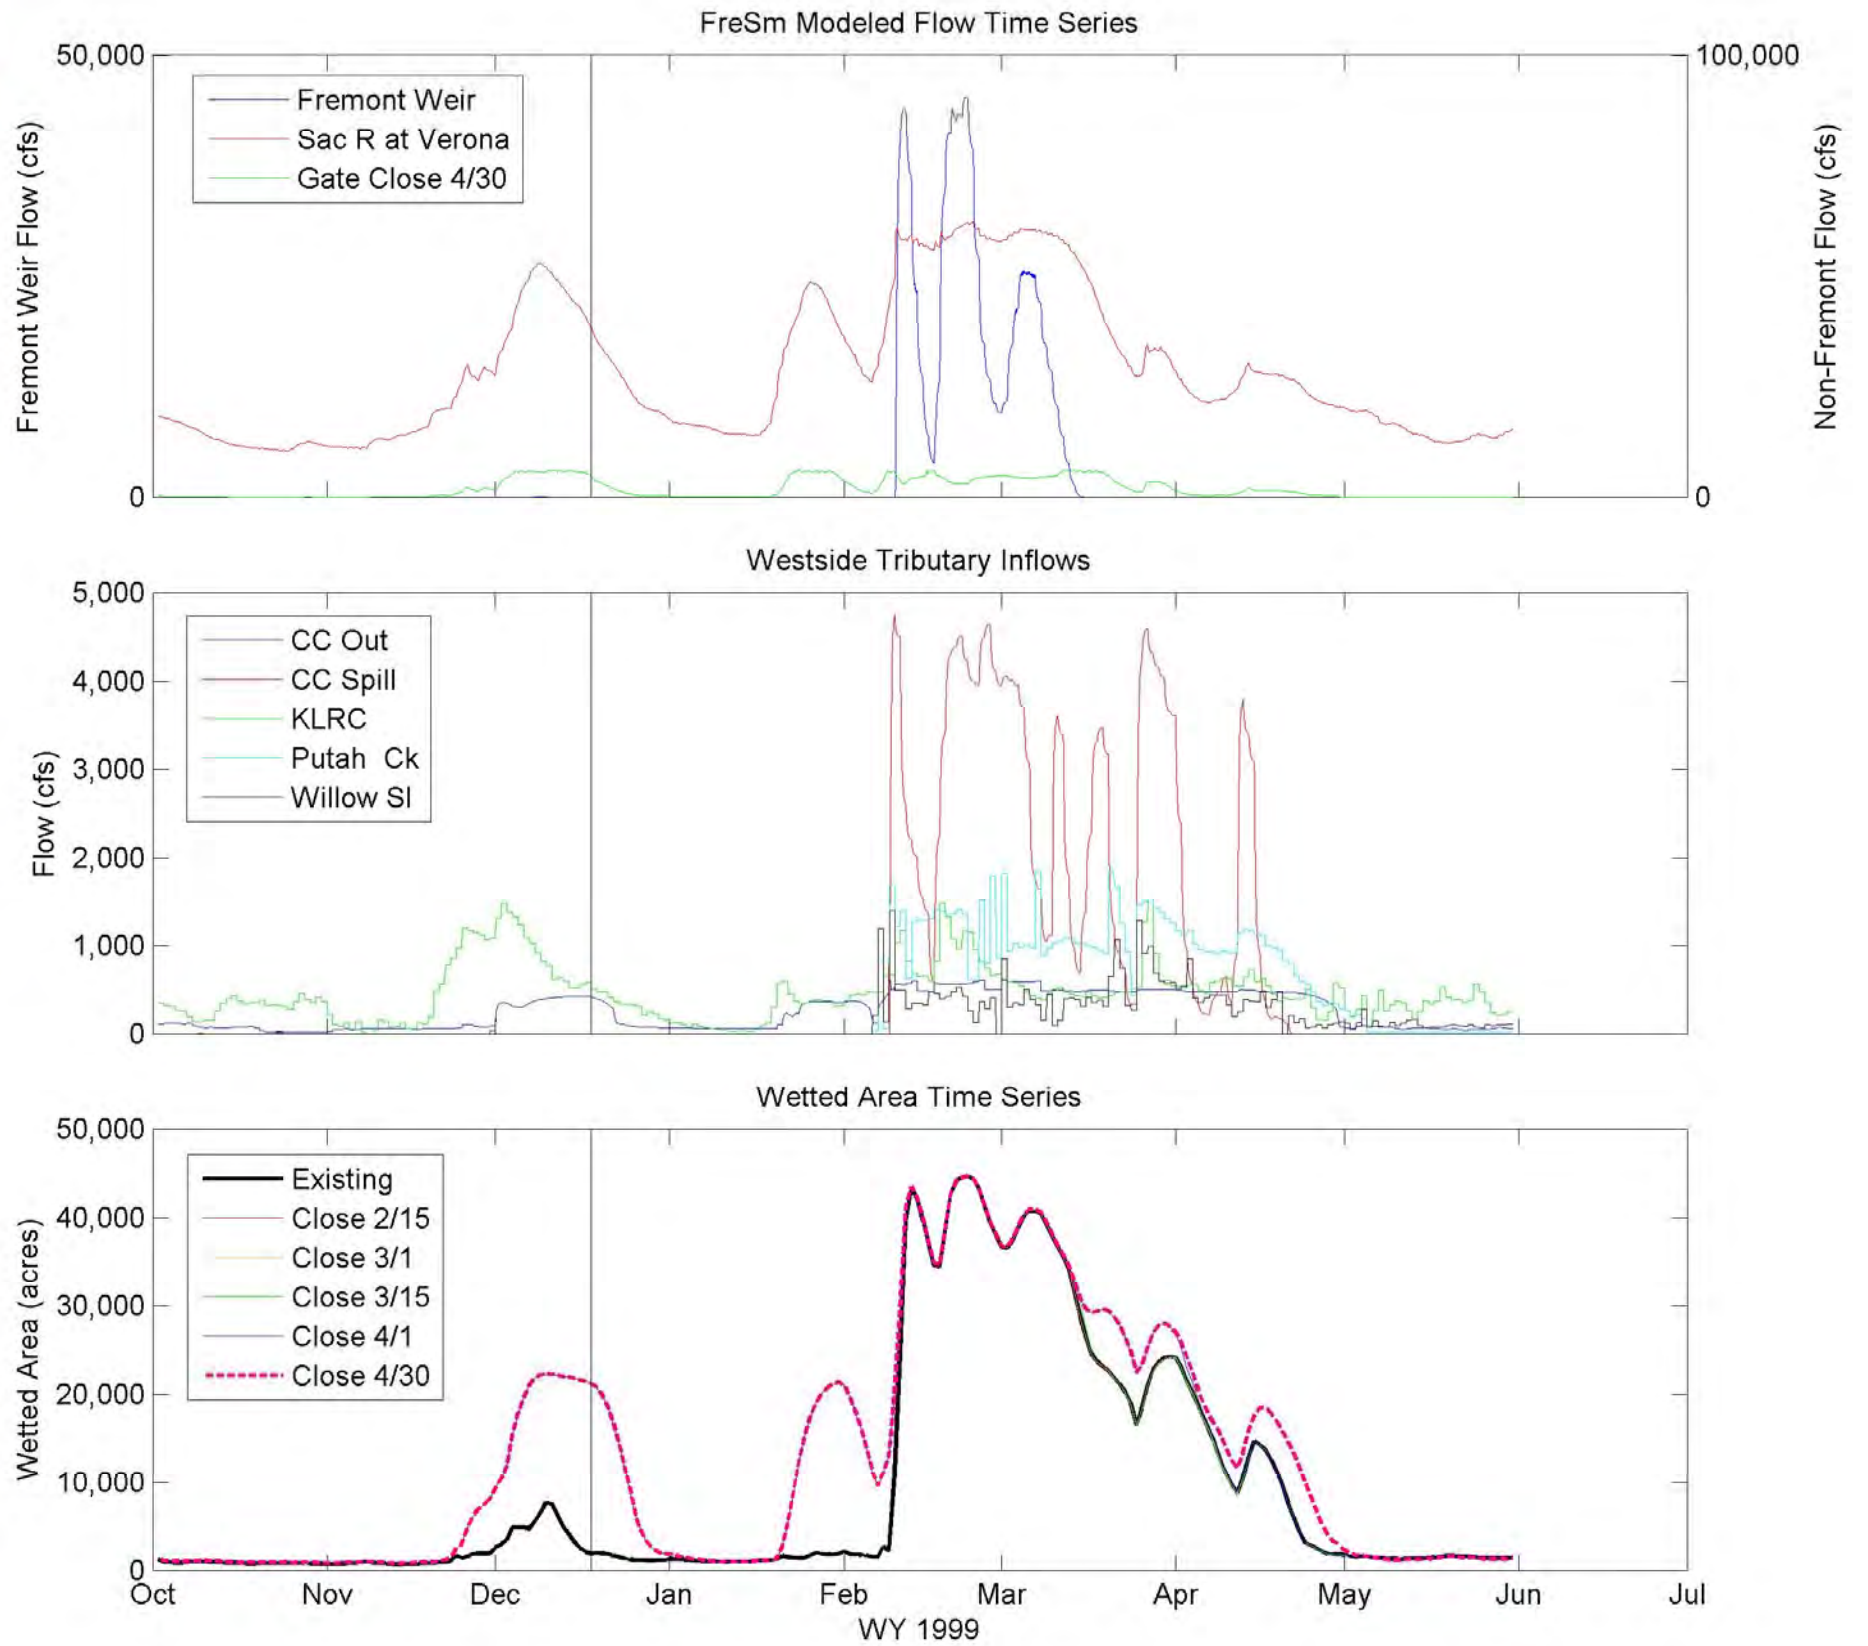 FreSm Modeled Flow Time Series
50,000
100,000
Fremont Weir
Sac R at Verona
Gate Close 4/30
Fremont Weir Flow (cfs)
Non-Fremont Flow (cfs)
0
0
Westside Tributary Inflows
5,000
4,000
3,000
2,000
1,000
0
CC Out
CC Spill
KLRC
Putah Ck
Willow Sl
Flow (cfs)
Wetted Area Time Series
50,000
40,000
30,000
20,000
10,000
0
Existing
Close 2/15
Close 3/1
Close 3/15
Close 4/1
Close 4/30
Wetted Area (acres)
Oct Nov Dec Jan Feb Mar Apr May Jun Jul
WY 1999